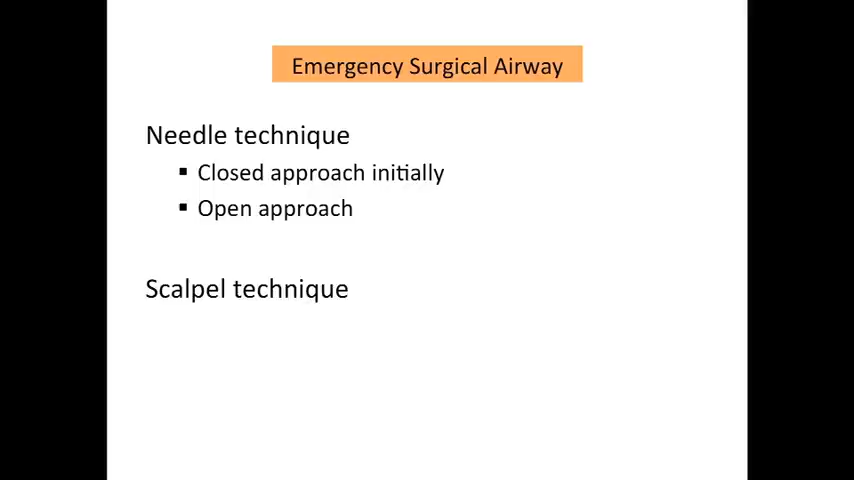 Emergency Surgical Airway
Needle technique
▪ Closed approach initially
▪ Open approach
Scalpel technique